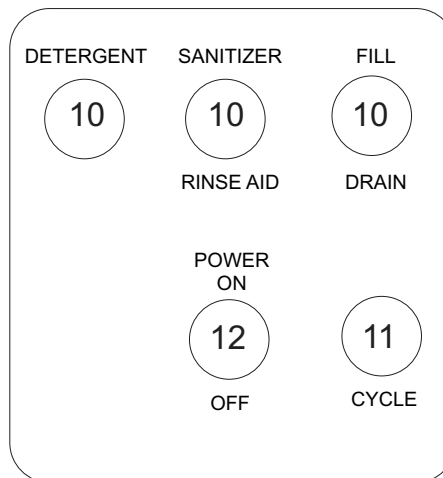 DETERGENT SANITIZER FILL
10 10 10
RINSE AID DRAIN
POWER
ON
12 11
OFF CYCLE